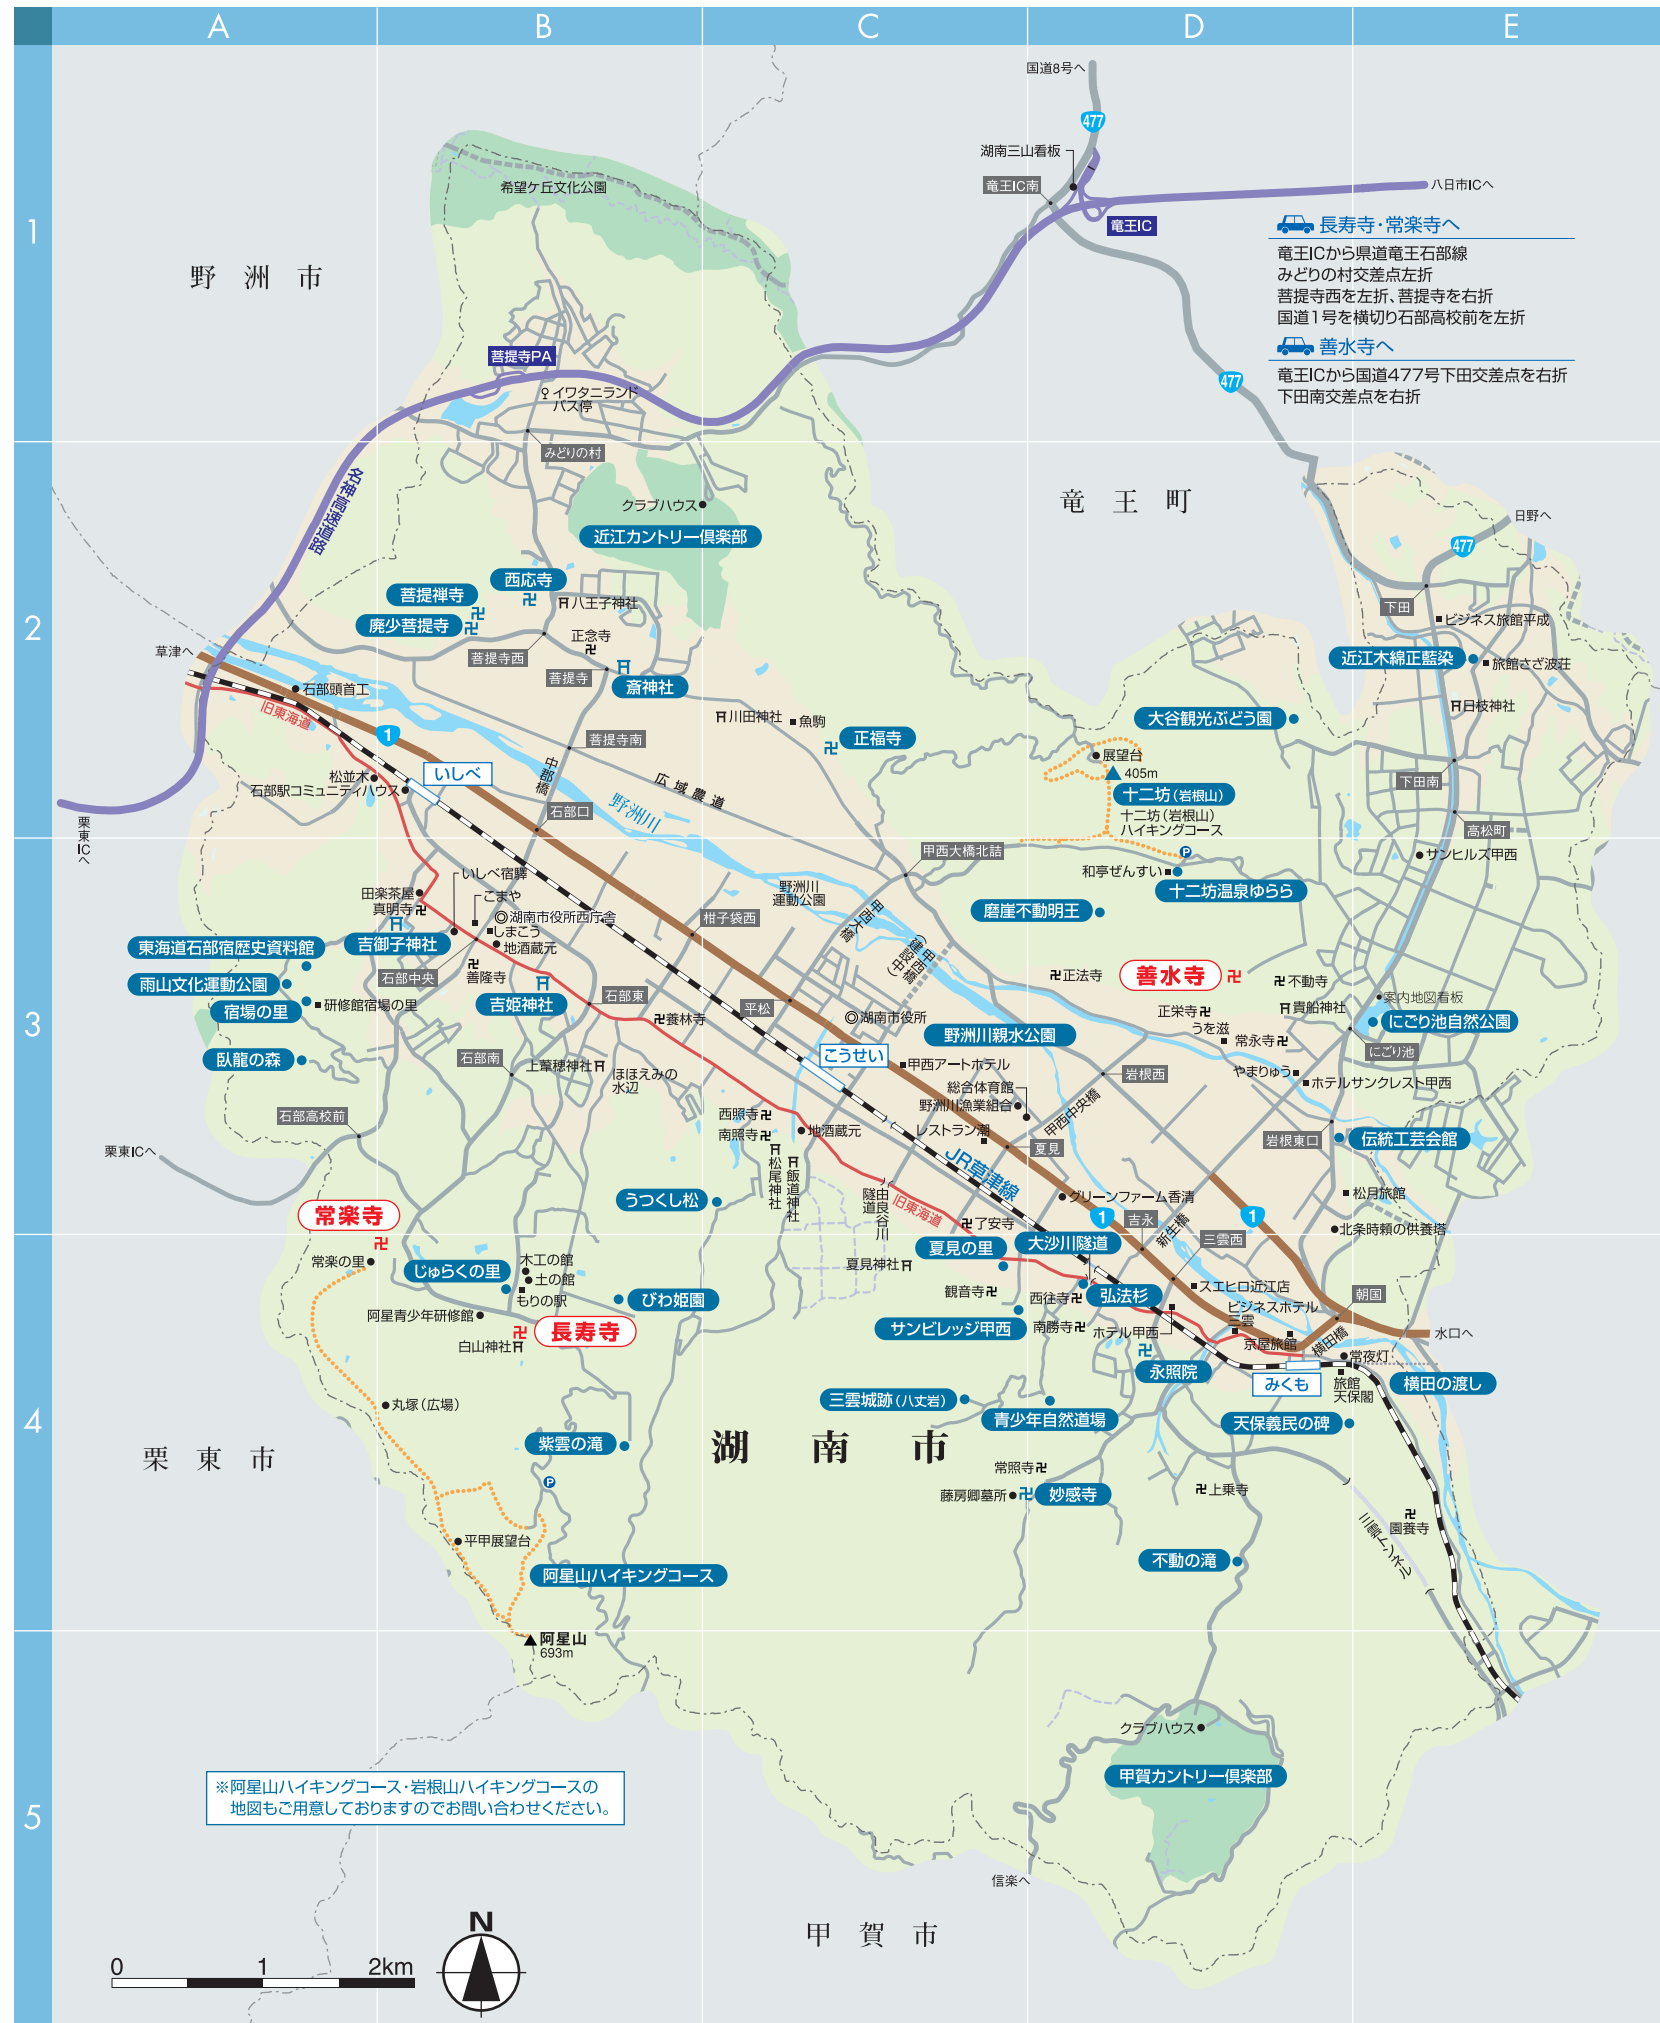 A
B
C
D
E
1
2
3
4
5
国道8号へ
477
湖南三山看板
竜王IC南
八日市ICへ
竜王IC
希望ケ丘文化公園
野洲市
長寿寺・常楽寺へ
竜王ICから県道竜王石部線
みどりの村交差点左折
菩提寺西を左折、菩提寺を右折
国道1号を横切り石部高校前を左折
善水寺へ
竜王ICから国道477号下田交差点を右折
下田南交差点を右折
菩提寺PA
イワタニランド
バス停
477
みどりの村
名神高速道路
クラブハウス
近江カントリー倶楽部
竜王町
日野へ
477
西応寺
菩提禅寺
八王子神社
廃少菩提寺
正念寺
菩提寺西
菩提寺
斎神社
下田
ビジネス旅館平成
近江木綿正藍染
旅館さざ波荘
草津へ
石部頭首工
旧東海道
1
川田神社
魚駒
正福寺
大谷観光ぶどう園
日枝神社
菩提寺南
展望台
405m
下田南
松並木
いしべ
石部駅コミュニティハウス
中郡橋
広域農道
野洲川
十二坊(岩根山)
十二坊(岩根山)
ハイキングコース
石部口
高松町
栗東ICへ
甲西大橋北詰
サンヒルズ甲西
いしべ宿驛
田楽茶屋
こまや
真明寺
野洲川
運動公園
和亭ぜんすい
十二坊温泉ゆらら
湖南市役所西庁舎
しまこう
地酒蔵元
柑子袋西
甲西大橋
磨崖不動明王
吉御子神社
東海道石部宿歴史資料館
甲西橋
(建設中)
石部中央
善隆寺
雨山文化運動公園
正法寺
善水寺
不動寺
宿場の里
研修館宿場の里
吉姫神社
石部東
平松
養林寺
湖南市役所
案内地図看板
正栄寺
貴船神社
にごり池自然公園
うを滋
常永寺
野洲川親水公園
臥龍の森
石部南
上葦穂神社
こうせい
甲西アートホテル
岩根西
にごり池
やまりゅう
ホテルサンクレスト甲西
ほほえみの
水辺
総合体育館
野洲川漁業組合
石部高校前
西照寺
南照寺
地酒蔵元
レストラン潮
甲西中央橋
夏見
岩根東口
伝統工芸会館
栗東ICへ
JR草津線
松尾神社
飯道神社
うつくし松
由良谷川
隧道
旧東海道
グリーンファーム香清
松月旅館
常楽寺
了安寺
1
吉永
新生橋
1
北条時頼の供養塔
三雲西
夏見の里
大沙川隧道
常楽の里
じゅらくの里
木工の館
土の館
もりの駅
夏見神社
観音寺
西往寺
弘法杉
スエヒロ近江店
朝国
びわ姫園
阿星青少年研修館
ビジネスホテル
三雲
サンビレッジ甲西
南勝寺
ホテル甲西
京屋旅館
横田橋
水口へ
長寿寺
白山神社
永照院
常夜灯
みくも
旅館
天保閣
横田の渡し
三雲城跡(八丈岩)
青少年自然道場
天保義民の碑
丸塚(広場)
栗東市
紫雲の滝
湖南市
常照寺
藤房卿墓所
妙感寺
上乗寺
園養寺
三雲トンネル
平甲展望台
不動の滝
阿星山ハイキングコース
阿星山
693m
クラブハウス
甲賀カントリー倶楽部
※阿星山ハイキングコース・岩根山ハイキングコースの
地図もご用意しておりますのでお問い合わせください。
信楽へ
甲賀市
N
0 1 2km
P
P